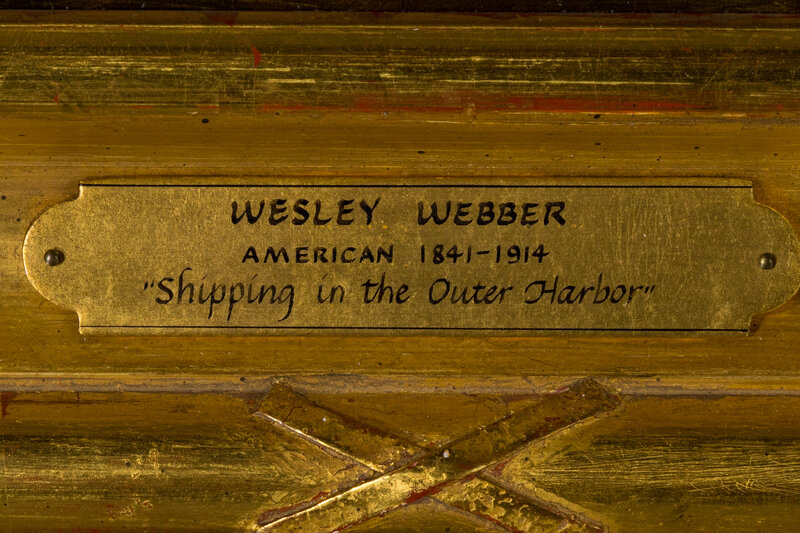 WESLEY WEBBER
AMERICAN 1841-1914
"Shipping in the Outer Harbor"